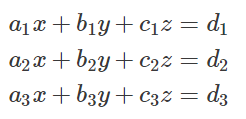 a₁x + b₁y + c₁z = d₁
a₂x + b₂y + c₂z = d₂
a₃x + b₃y + c₃z = d₃